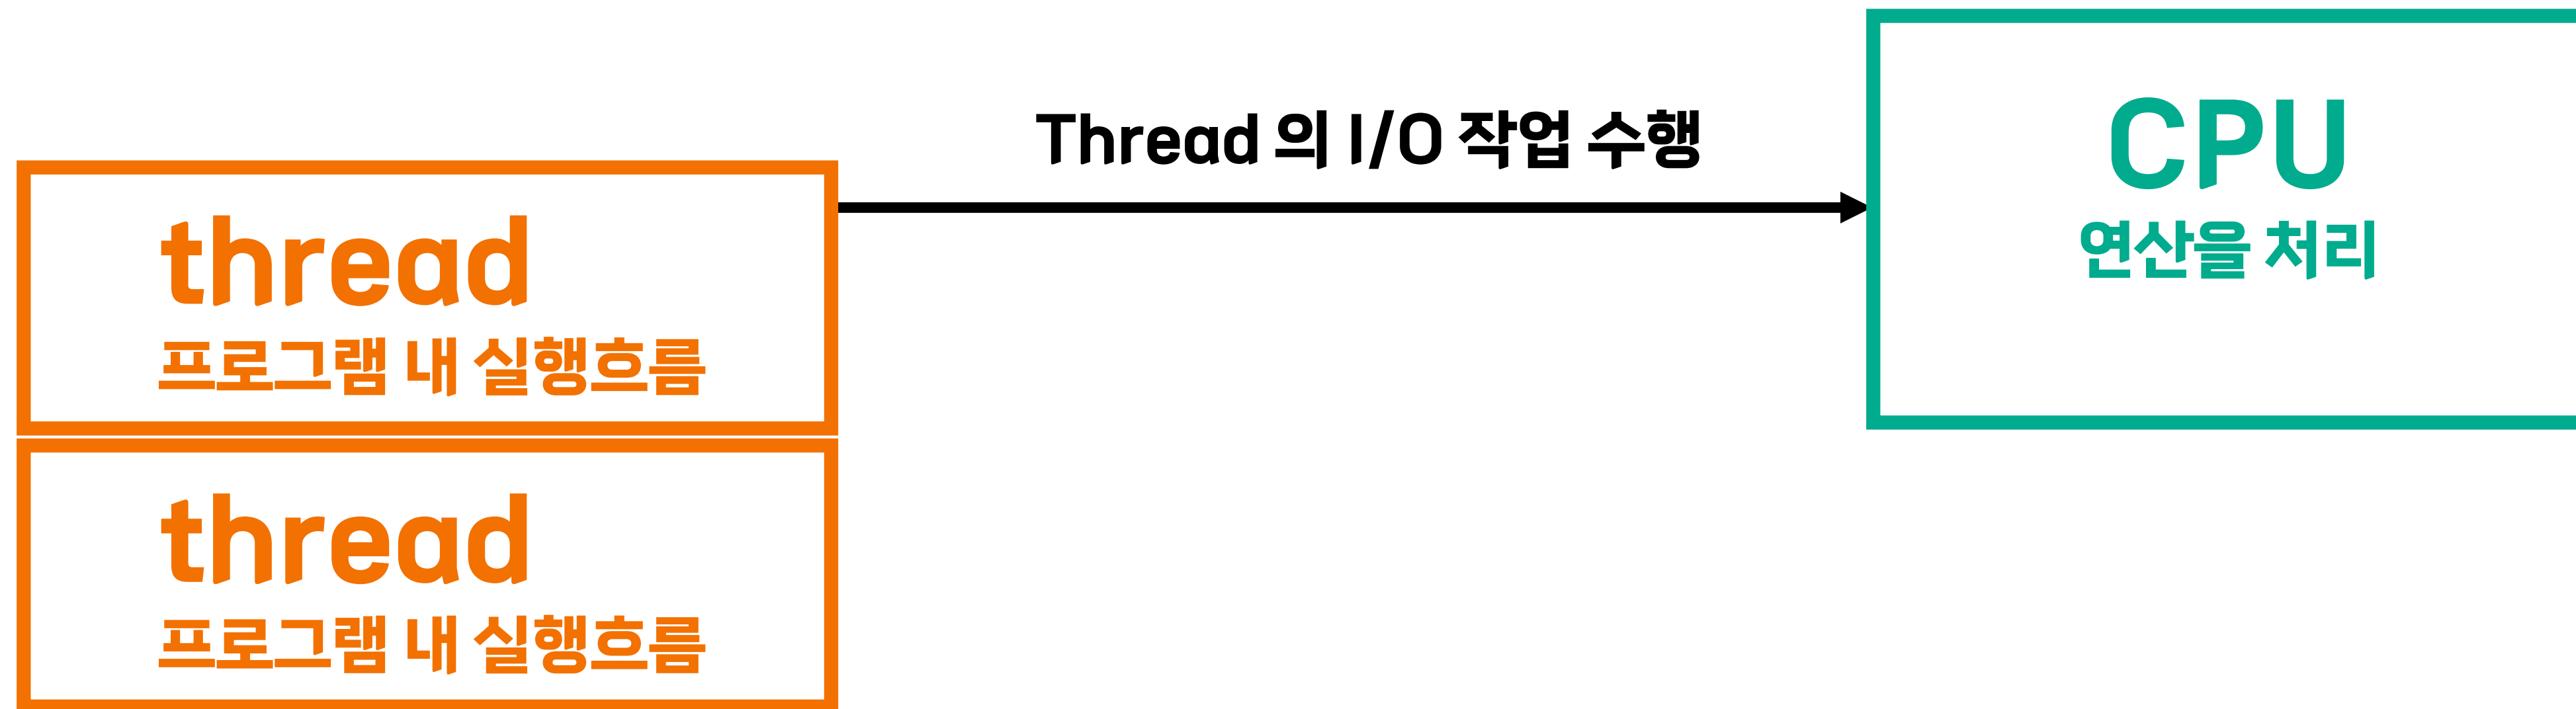 Thread 의 I/O 작업 수행
CPU
연산을 처리
thread
프로그램 내 실행흐름
thread
프로그램 내 실행흐름